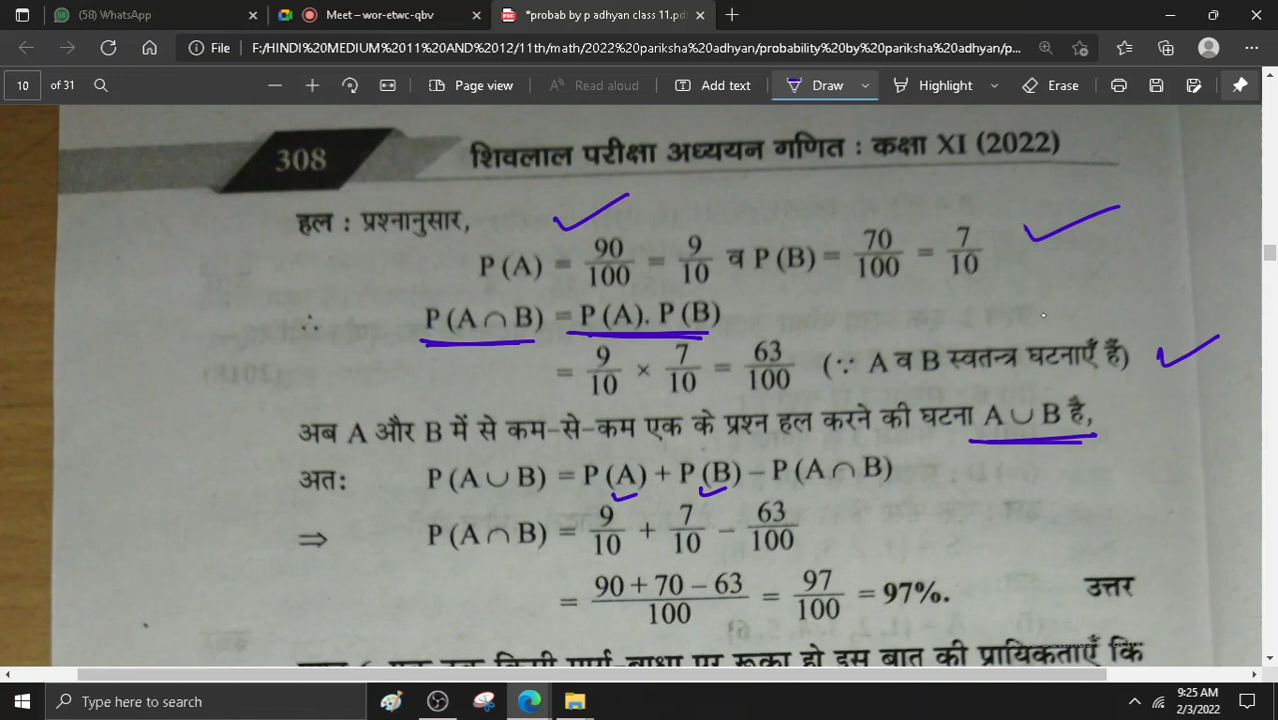 (58) WhatsApp
Meet – wor-etwc-qbv
*probab by p adhyan class 11.pd
File
F:/HINDI%20MEDIUM%2011%20AND%2012/11th/math/2022%20pariksha%20adhyan/probability%20by%20pariksha%20adhyan/p...
10 of 31
Page view
Read aloud
Add text
Draw
Highlight
Erase
308
शिवलाल परीक्षा अध्ययन गणित : कक्षा XI (2022)
हल : प्रश्नानुसार,
P (A) = 90/100 = 9/10 व P (B) = 70/100 = 7/10
∴ P (A ∩ B) = P (A). P (B)
= 9/10 × 7/10 = 63/100 (∵ A व B स्वतन्त्र घटनाएँ हैं)
अब A और B में से कम-से-कम एक के प्रश्न हल करने की घटना A ∪ B है,
अतः P (A ∪ B) = P (A) + P (B) – P (A ∩ B)
⇒ P (A ∩ B) = 9/10 + 7/10 – 63/100
= 90 + 70 – 63/100 = 97/100 = 97%. उत्तर
पर रूका हो इस बात की प्रायिकताएँ कि
Type here to search
9:25 AM
2/3/2022